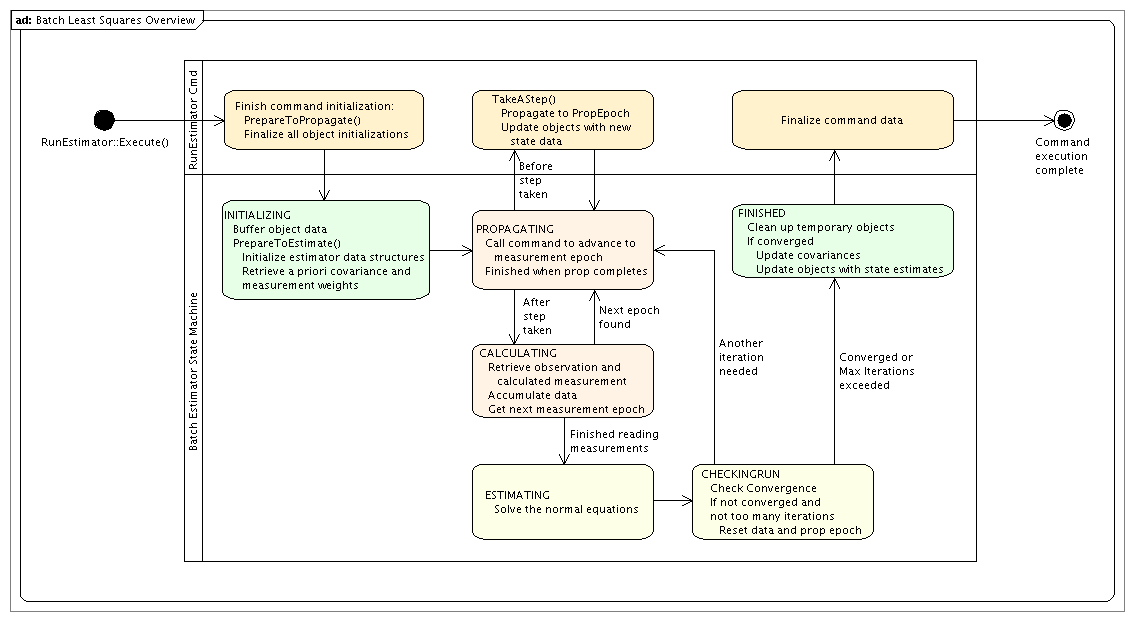 ad: Batch Least Squares Overview
RunEstimator Cmd
RunEstimator::Execute()
Finish command initialization:
PrepareToPropagate()
Finalize all object initializations
TakeAStep()
Propagate to PropEpoch
Update objects with new
state data
Finalize command data
Command
execution
complete
Before
step
taken
Batch Estimator State Machine
INITIALIZING
Buffer object data
PrepareToEstimate()
Initialize estimator data structures
Retrieve a priori covariance and
measurement weights
PROPAGATING
Call command to advance to
measurement epoch
Finished when prop completes
FINISHED
Clean up temporary objects
If converged
Update covariances
Update objects with state estimates
After
step
taken
Next epoch
found
CALCULATING
Retrieve observation and
calculated measurement
Accumulate data
Get next measurement epoch
Another
iteration
needed
Converged or
Max Iterations
exceeded
Finished reading
measurements
ESTIMATING
Solve the normal equations
CHECKINGRUN
Check Convergence
If not converged and
not too many iterations
Reset data and prop epoch